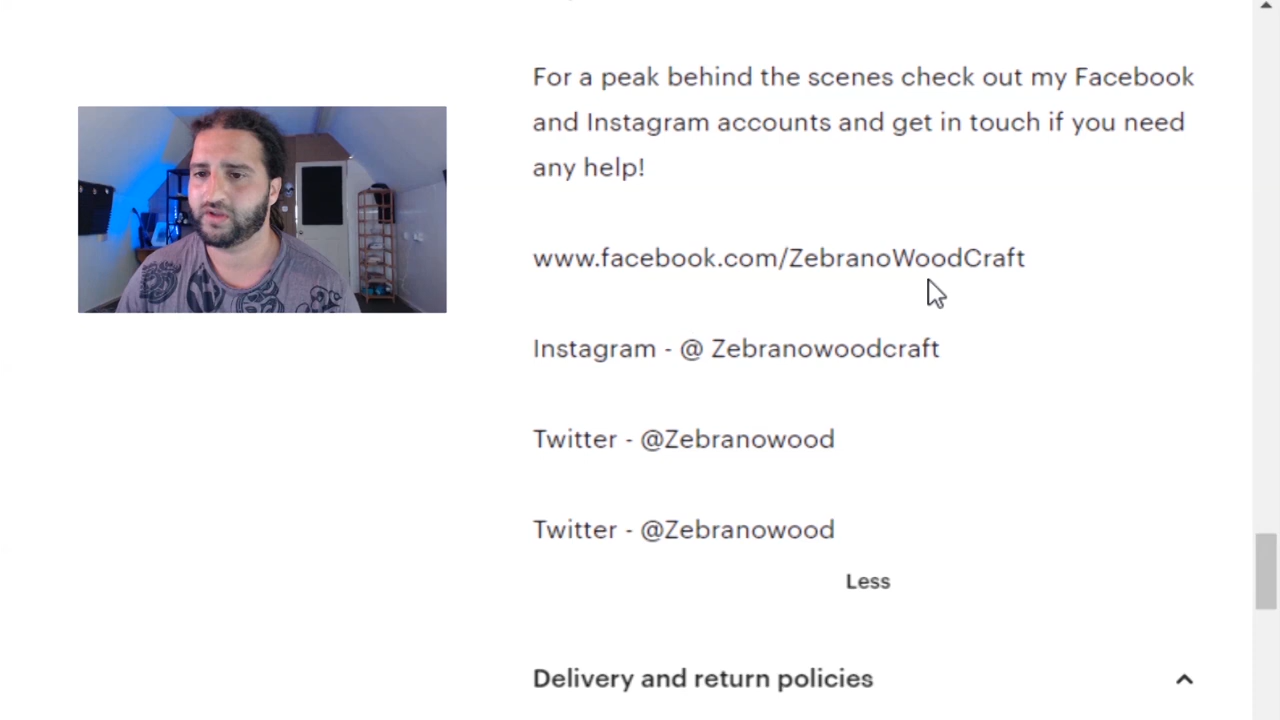 For a peak behind the scenes check out my Facebook
and Instagram accounts and get in touch if you need
any help!
www.facebook.com/ZebranoWoodCraft
Instagram - @ Zebranowoodcraft
Twitter - @Zebranowood
Twitter - @Zebranowood
Less
Delivery and return policies